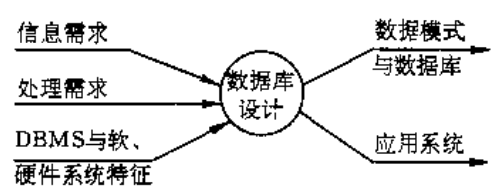 信息需求
处理需求
DBMS与软、
硬件系统特征
数据库
设计
数据模式
与数据库
应用系统